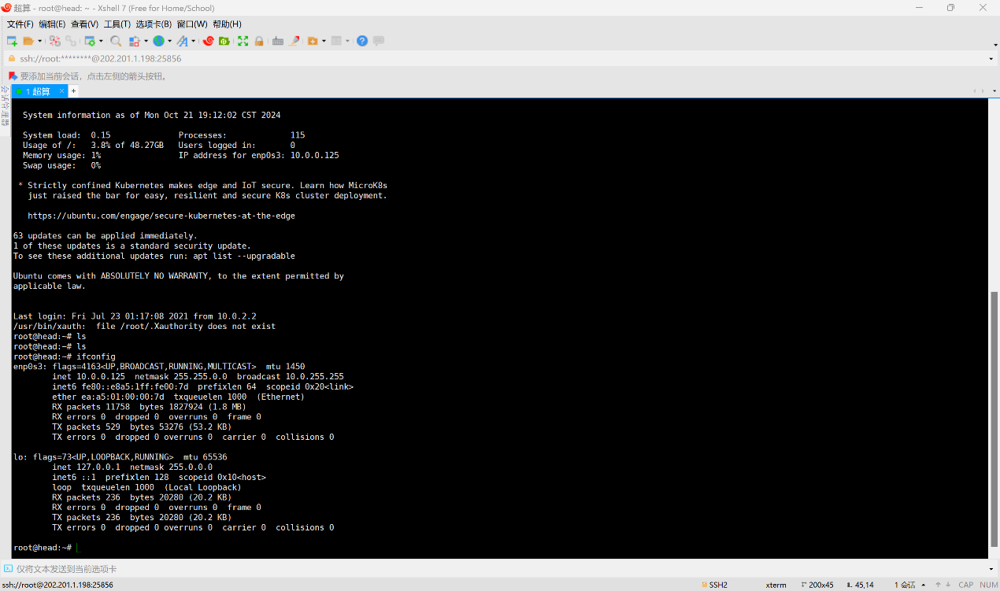 超算 - root@head: ~ - Xshell 7 (Free for Home/School)
文件(F) 编辑(E) 查看(V) 工具(T) 选项卡(B) 窗口(W) 帮助(H)
ssh://root:********@202.201.1.198:25856
要添加当前会话，点击左侧的箭头按钮。
会话管理器
1 超算 × +
System information as of Mon Oct 21 19:12:02 CST 2024
System load: 0.15 Processes: 115
Usage of /: 3.8% of 48.27GB Users logged in: 0
Memory usage: 1% IP address for enp0s3: 10.0.0.125
Swap usage: 0%
* Strictly confined Kubernetes makes edge and IoT secure. Learn how MicroK8s
just raised the bar for easy, resilient and secure K8s cluster deployment.
https://ubuntu.com/engage/secure-kubernetes-at-the-edge
63 updates can be applied immediately.
1 of these updates is a standard security update.
To see these additional updates run: apt list --upgradable
Ubuntu comes with ABSOLUTELY NO WARRANTY, to the extent permitted by
applicable law.
Last login: Fri Jul 23 01:17:08 2021 from 10.0.2.2
/usr/bin/xauth:  file /root/.Xauthority does not exist
root@head:~# ls
root@head:~# ls
root@head:~# ifconfig
enp0s3: flags=4163<UP,BROADCAST,RUNNING,MULTICAST>  mtu 1450
inet 10.0.0.125  netmask 255.255.0.0  broadcast 10.0.255.255
inet6 fe80::e8a5:1ff:fe00:7d  prefixlen 64  scopeid 0x20<link>
ether ea:a5:01:00:00:7d  txqueuelen 1000  (Ethernet)
RX packets 11758  bytes 1827924 (1.8 MB)
RX errors 0  dropped 0  overruns 0  frame 0
TX packets 529  bytes 53276 (53.2 KB)
TX errors 0  dropped 0 overruns 0  carrier 0  collisions 0
lo: flags=73<UP,LOOPBACK,RUNNING>  mtu 65536
inet 127.0.0.1  netmask 255.0.0.0
inet6 ::1  prefixlen 128  scopeid 0x10<host>
loop  txqueuelen 1000  (Local Loopback)
RX packets 236  bytes 20280 (20.2 KB)
RX errors 0  dropped 0  overruns 0  frame 0
TX packets 236  bytes 20280 (20.2 KB)
TX errors 0  dropped 0 overruns 0  carrier 0  collisions 0
root@head:~#
仅将文本发送到当前选项卡
ssh://root@202.201.1.198:25856 SSH2 xterm 200x45 45,14 1 会话 CAP NUM